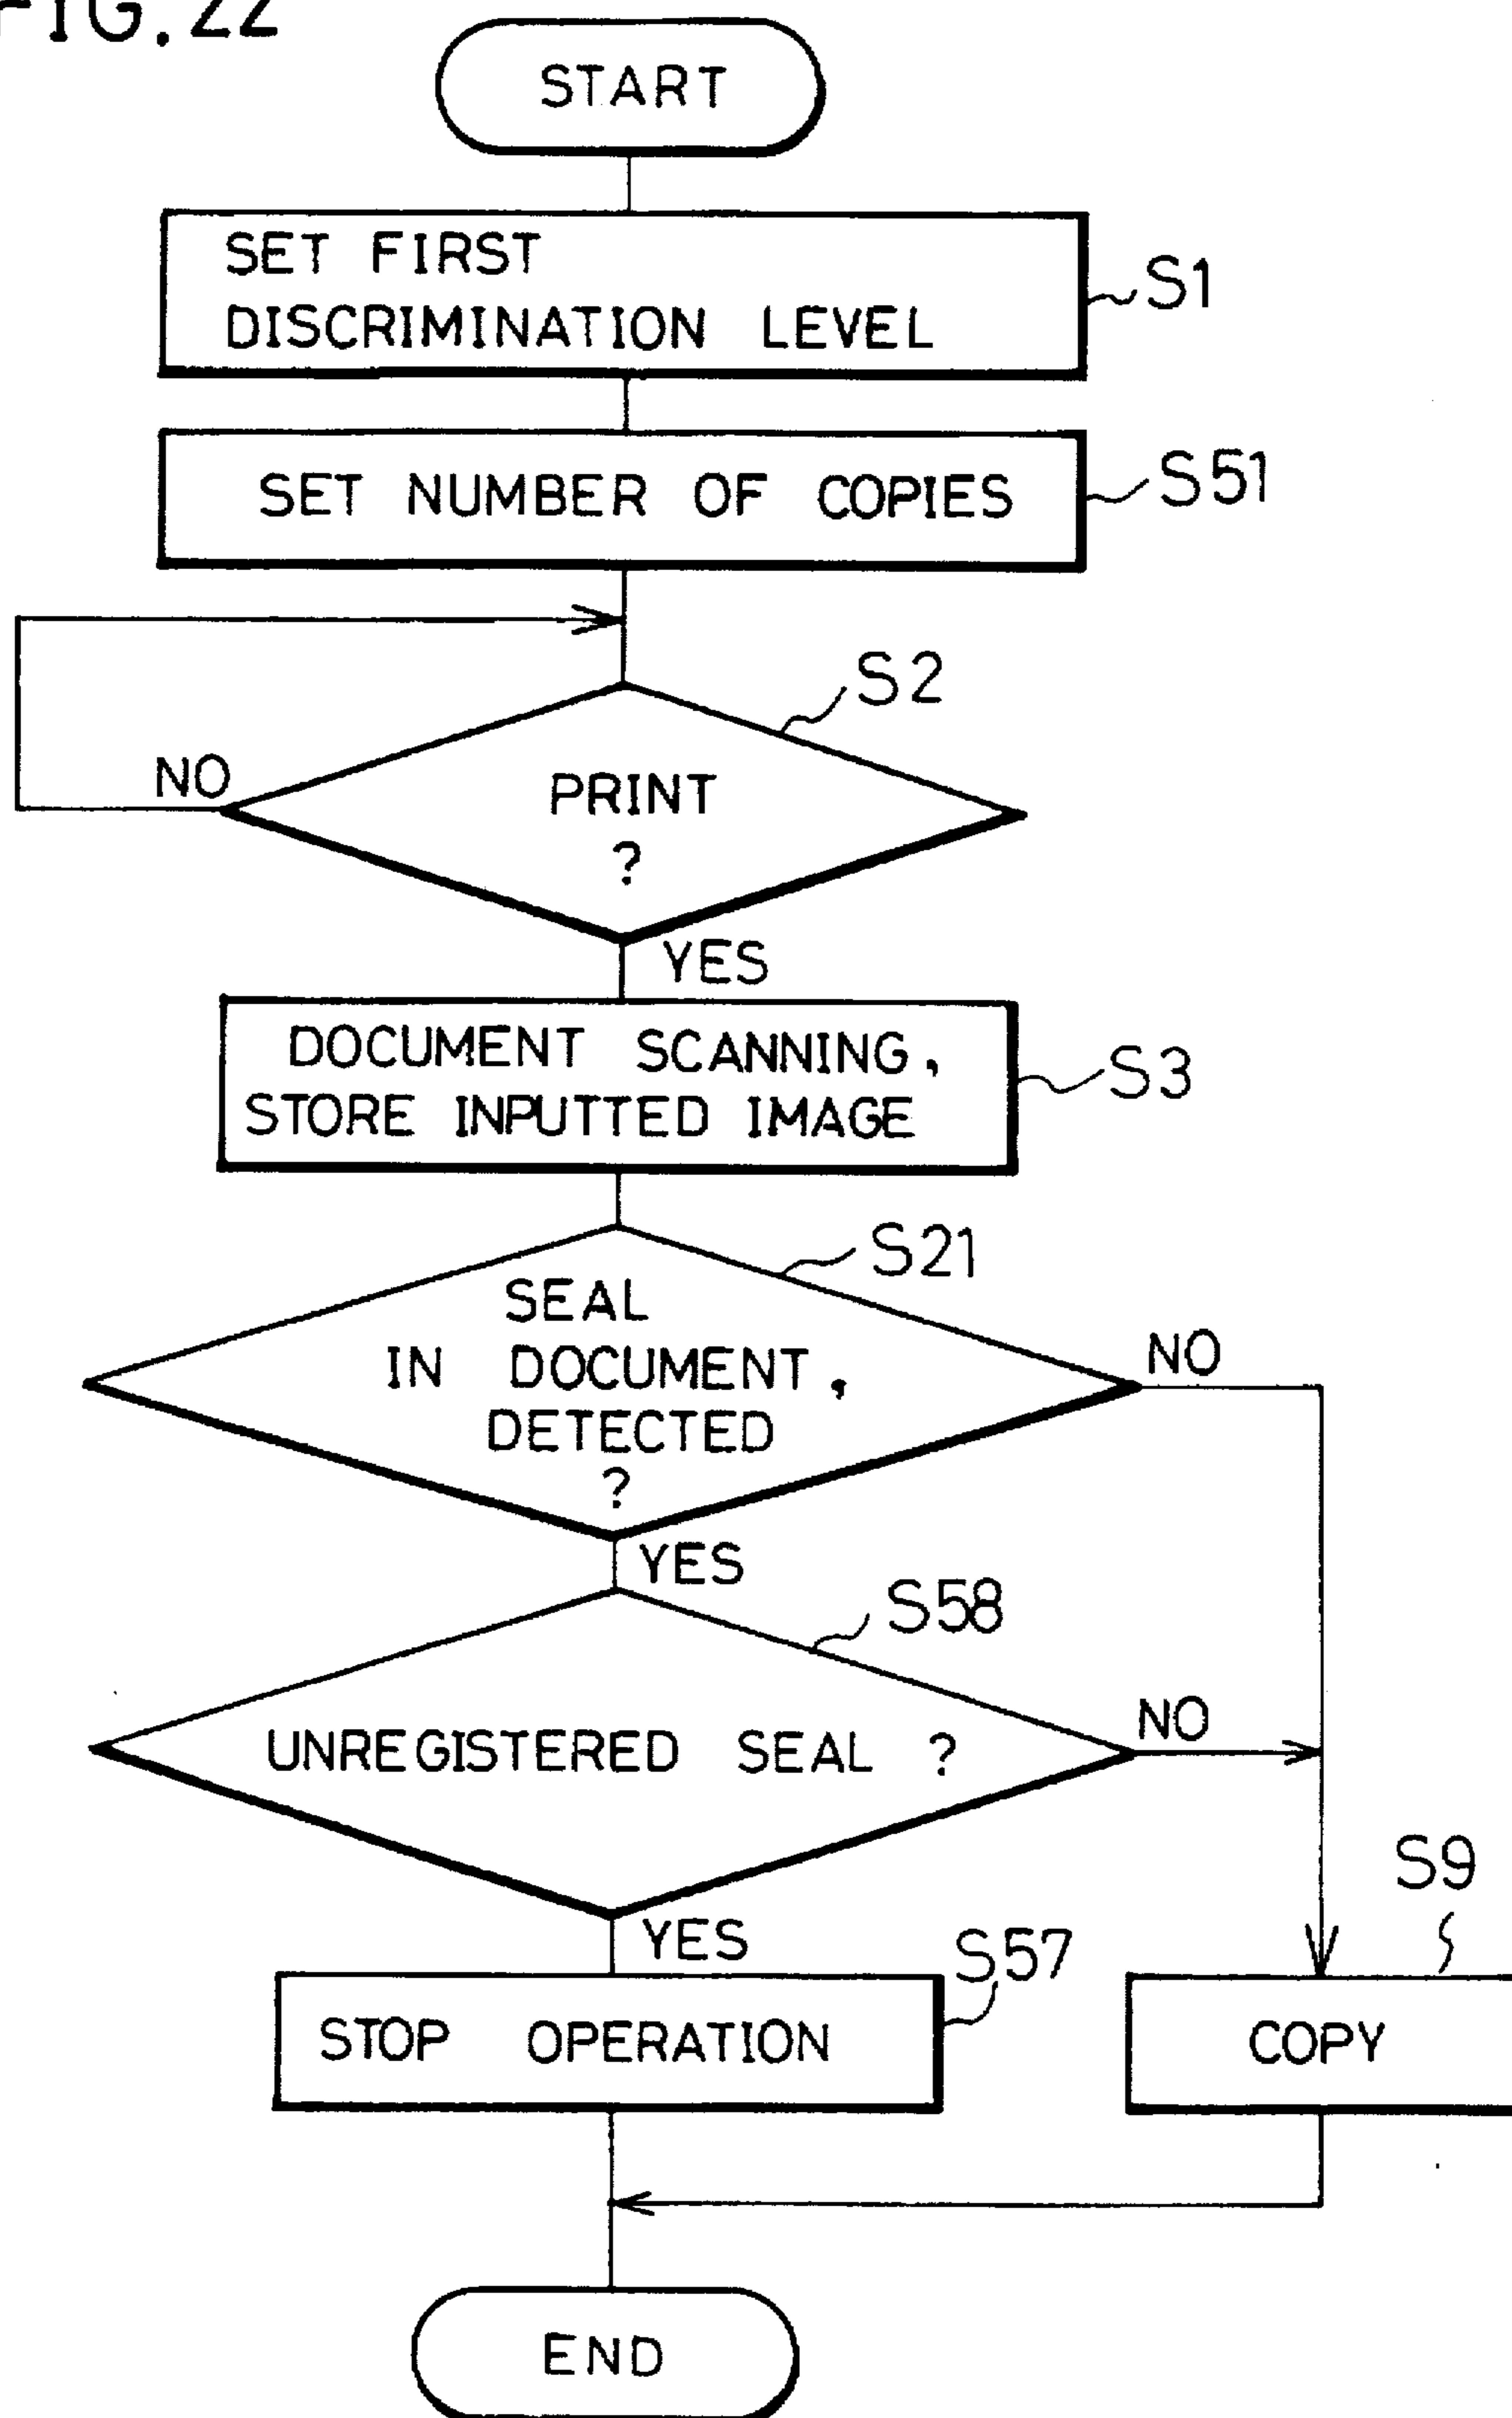 FIG. 22
START
SET FIRST
DISCRIMINATION LEVEL
S1
SET NUMBER OF COPIES
S51
S2
NO
PRINT
?
YES
DOCUMENT SCANNING,
STORE INPUTTED IMAGE
S3
S21
SEAL
IN DOCUMENT,
DETECTED
?
NO
YES
S58
UNREGISTERED SEAL ?
NO
YES
S57
S9
STOP OPERATION
COPY
END